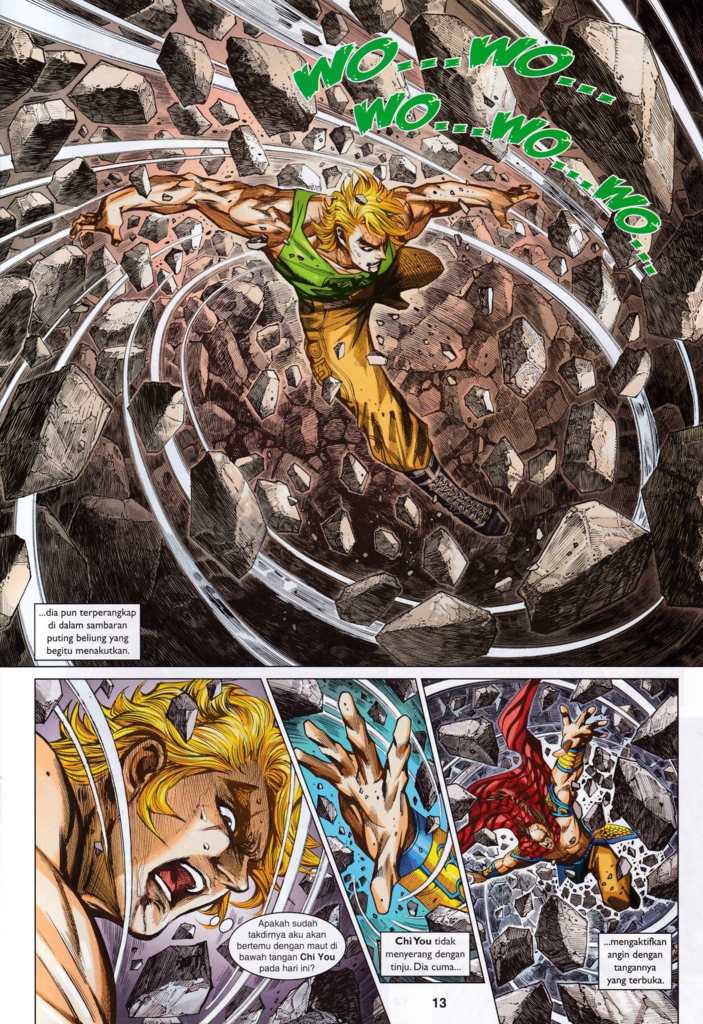 WO...WO...
WO...WO...WO...
...dia pun terperangkap
di dalam sambaran
puting beliung yang
begitu menakutkan.
Apakah sudah
takdirnya aku akan
bertemu dengan maut di
bawah tangan Chi You
pada hari ini?
Chi You tidak
menyerang dengan
tinju. Dia cuma...
...mengaktifkan
angin dengan
tangannya
yang terbuka.
13